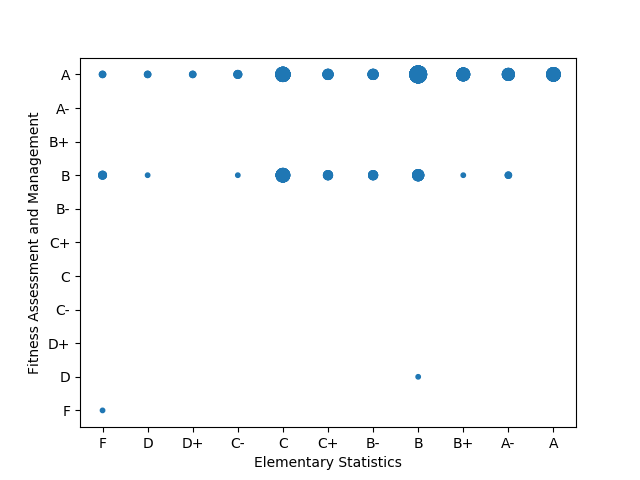 Fitness Assessment and Management
A
A-
B+
B
B-
C+
C
C-
D+
D
F
F D D+ C- C C+ B- B B+ A- A
Elementary Statistics